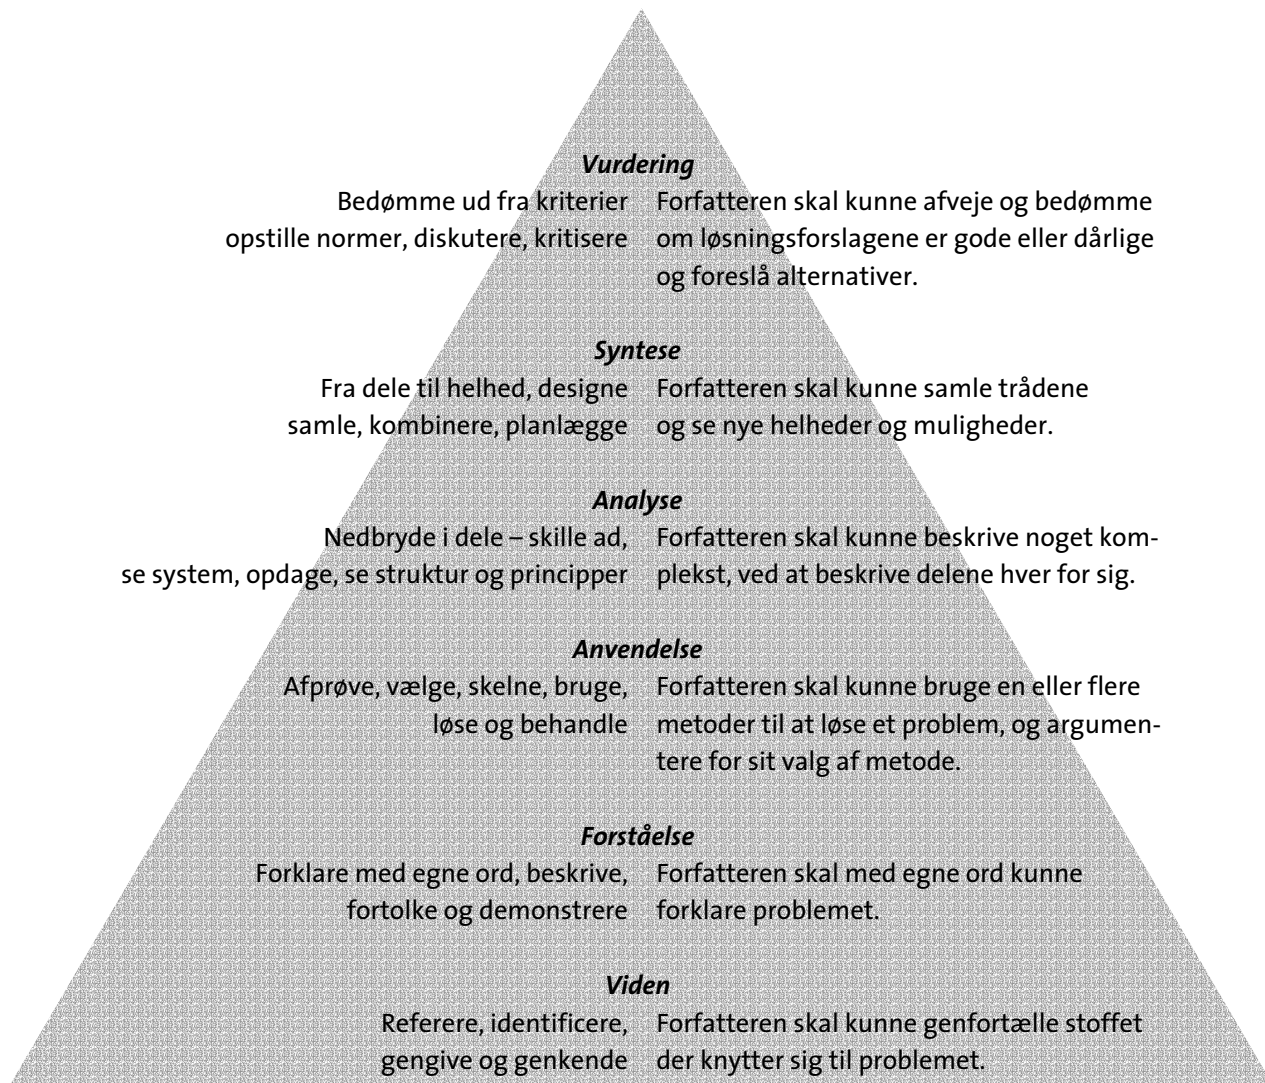 Vurdering
Bedømme ud fra kriterier Forfatteren skal kunne afveje og bedømme
opstille normer, diskutere, kritisere om løsningsforslagene er gode eller dårlige
og foreslå alternativer.
Syntese
Fra dele til helhed, designe Forfatteren skal kunne samle trådene
samle, kombinere, planlægge og se nye helheder og muligheder.
Analyse
Nedbryde i dele – skille ad, Forfatteren skal kunne beskrive noget kom-
se system, opdage, se struktur og principper plekst, ved at beskrive delene hver for sig.
Anvendelse
Afprøve, vælge, skelne, bruge, Forfatteren skal kunne bruge en eller flere
løse og behandle metoder til at løse et problem, og argumen-
tere for sit valg af metode.
Forståelse
Forklare med egne ord, beskrive, Forfatteren skal med egne ord kunne
fortolke og demonstrere forklare problemet.
Viden
Referere, identificere, Forfatteren skal kunne genfortælle stoffet
gengive og genkende der knytter sig til problemet.